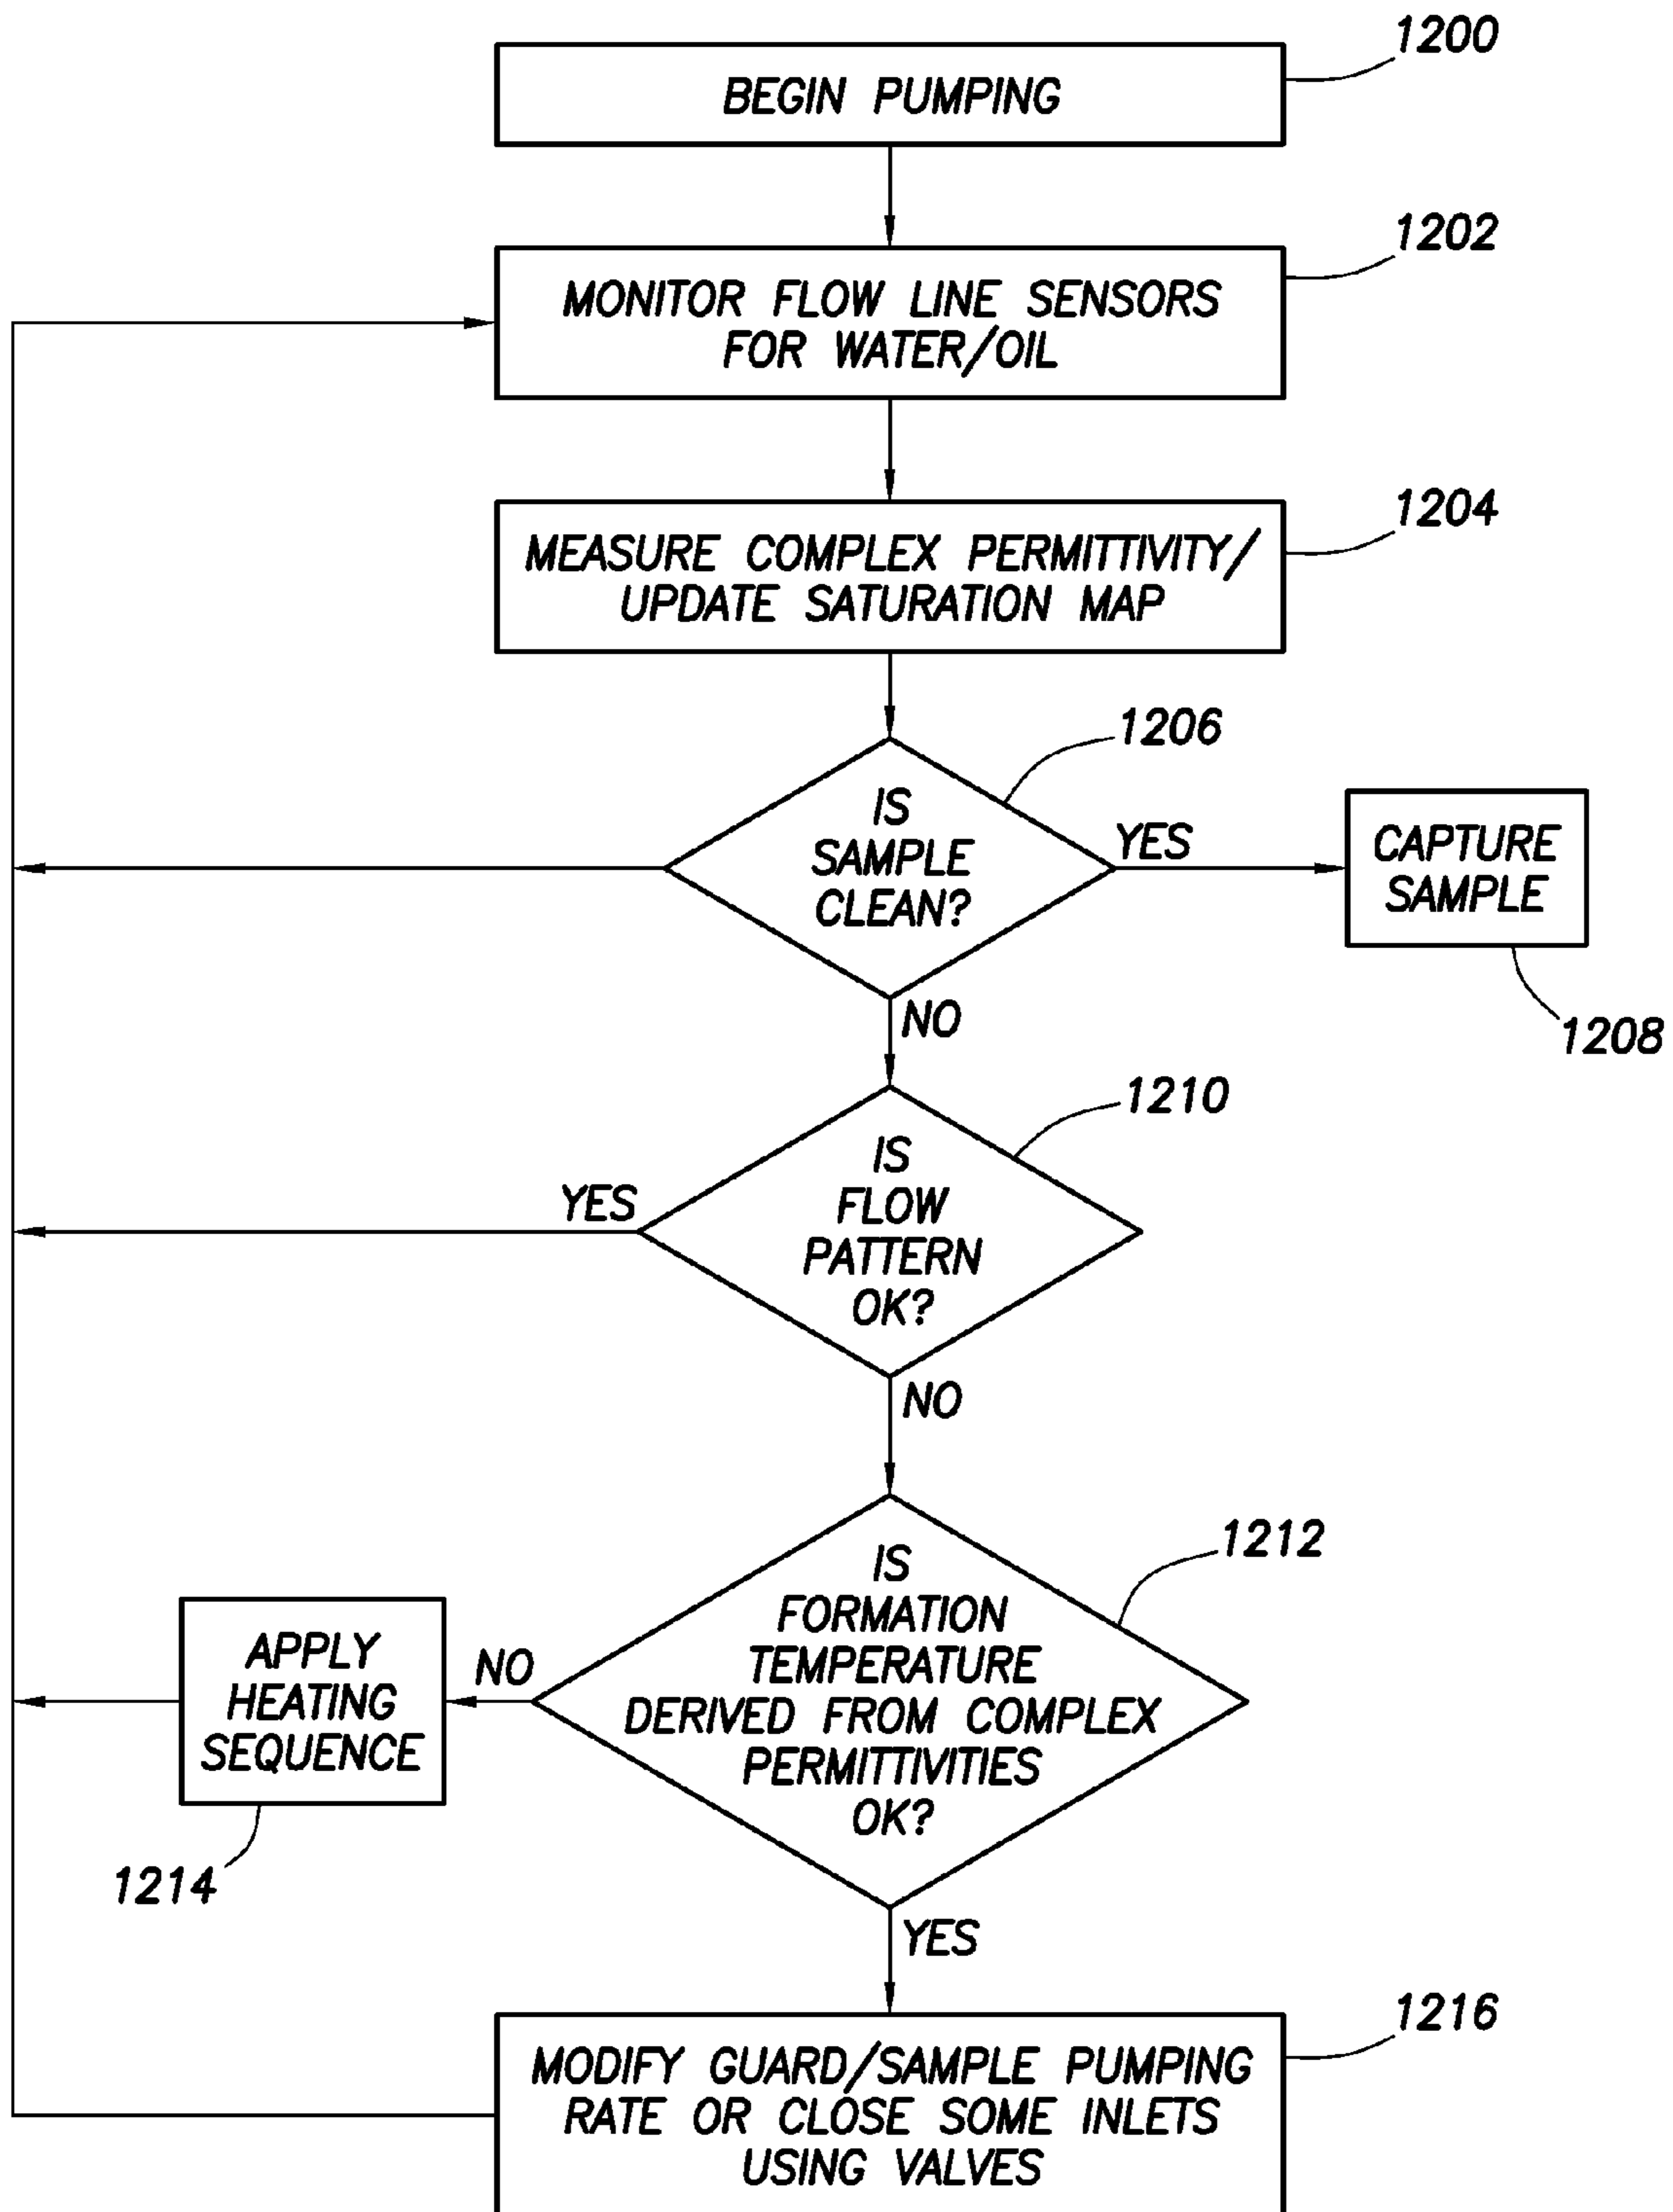 1200
BEGIN PUMPING
1202
MONITOR FLOW LINE SENSORS
FOR WATER/OIL
1204
MEASURE COMPLEX PERMITTIVITY/
UPDATE SATURATION MAP
1206
IS
SAMPLE
CLEAN?
YES
CAPTURE
SAMPLE
1208
NO
1210
IS
FLOW
PATTERN
OK?
YES
NO
1212
IS
FORMATION
TEMPERATURE
DERIVED FROM COMPLEX
PERMITTIVITIES
OK?
NO
APPLY
HEATING
SEQUENCE
1214
YES
1216
MODIFY GUARD/SAMPLE PUMPING
RATE OR CLOSE SOME INLETS
USING VALVES